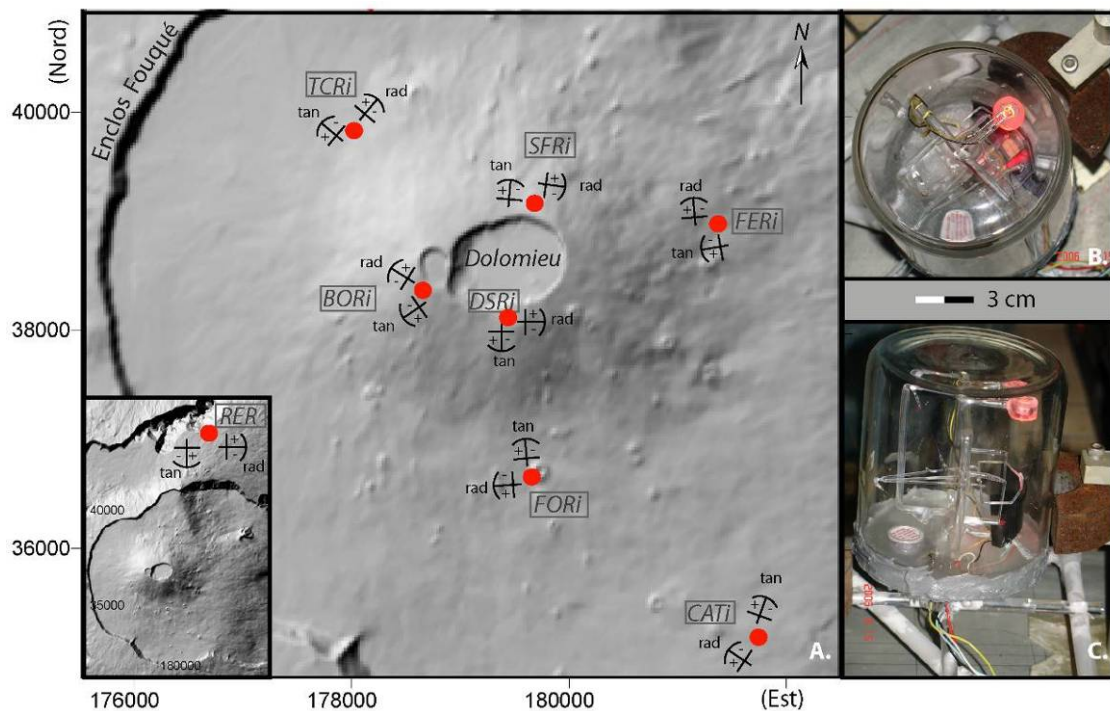 (Nord)
40000
38000
36000
176000
178000
180000
(Est)
Enclos Fouqué
N
TCRi
rad
tan
SFRi
tan
rad
rad
FERi
tan
Dolomieu
rad
BORi
tan
DSRi
rad
tan
tan
rad
FORi
tan
CATi
rad
A.
RER
tan
rad
40000
35000
180000
B.
3 cm
C.